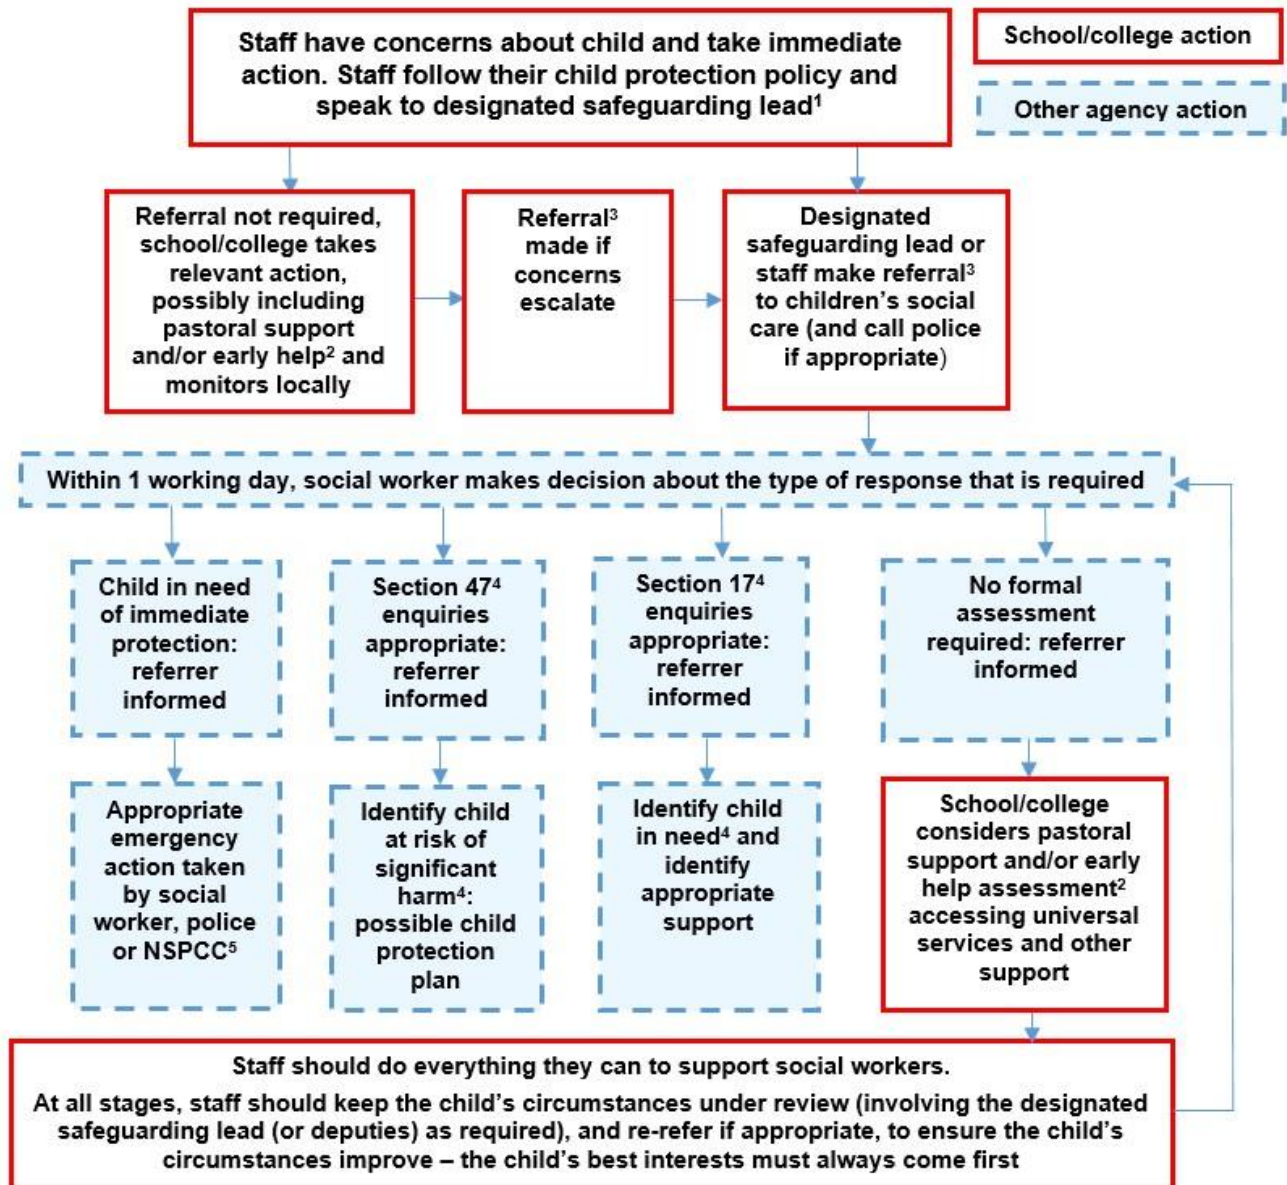 Staff have concerns about child and take immediate
action. Staff follow their child protection policy and
speak to designated safeguarding lead¹
School/college action
Other agency action
Referral not required,
school/college takes
relevant action,
possibly including
pastoral support
and/or early help² and
monitors locally
Referral³
made if
concerns
escalate
Designated
safeguarding lead or
staff make referral³
to children’s social
care (and call police
if appropriate)
Within 1 working day, social worker makes decision about the type of response that is required
Child in need
of immediate
protection:
referrer
informed
Section 47⁴
enquiries
appropriate:
referrer
informed
Section 17⁴
enquiries
appropriate:
referrer
informed
No formal
assessment
required: referrer
informed
Appropriate
emergency
action taken
by social
worker, police
or NSPCC⁵
Identify child
at risk of
significant
harm⁴:
possible child
protection
plan
Identify child
in need⁴ and
identify
appropriate
support
School/college
considers pastoral
support and/or early
help assessment²
accessing universal
services and other
support
Staff should do everything they can to support social workers.
At all stages, staff should keep the child’s circumstances under review (involving the designated
safeguarding lead (or deputies) as required), and re-refer if appropriate, to ensure the child’s
circumstances improve – the child’s best interests must always come first